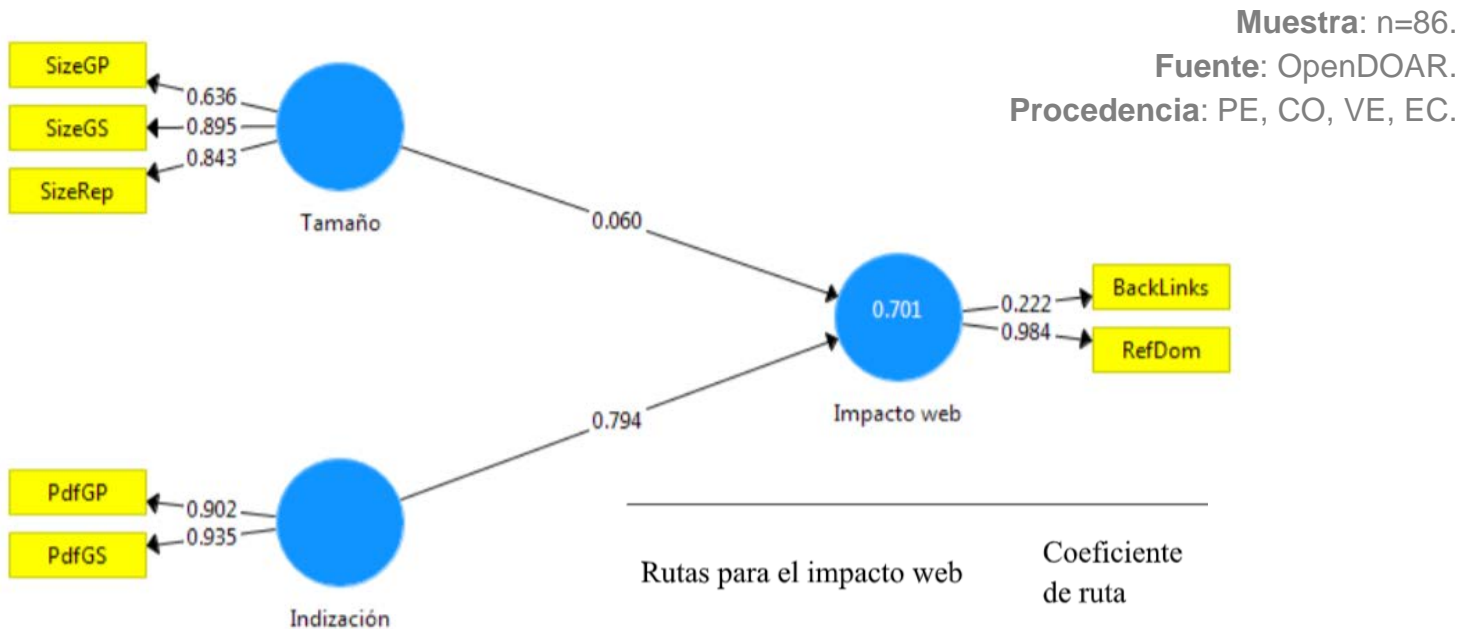 Muestra: n=86.
Fuente: OpenDOAR.
Procedencia: PE, CO, VE, EC.
SizeGP
0.636
SizeGS
0.895
SizeRep
0.843
Tamaño
0.060
0.701
Impacto web
0.222
BackLinks
0.984
RefDom
0.794
PdfGP
0.902
PdfGS
0.935
Indización
Rutas para el impacto web
Coeficiente
de ruta